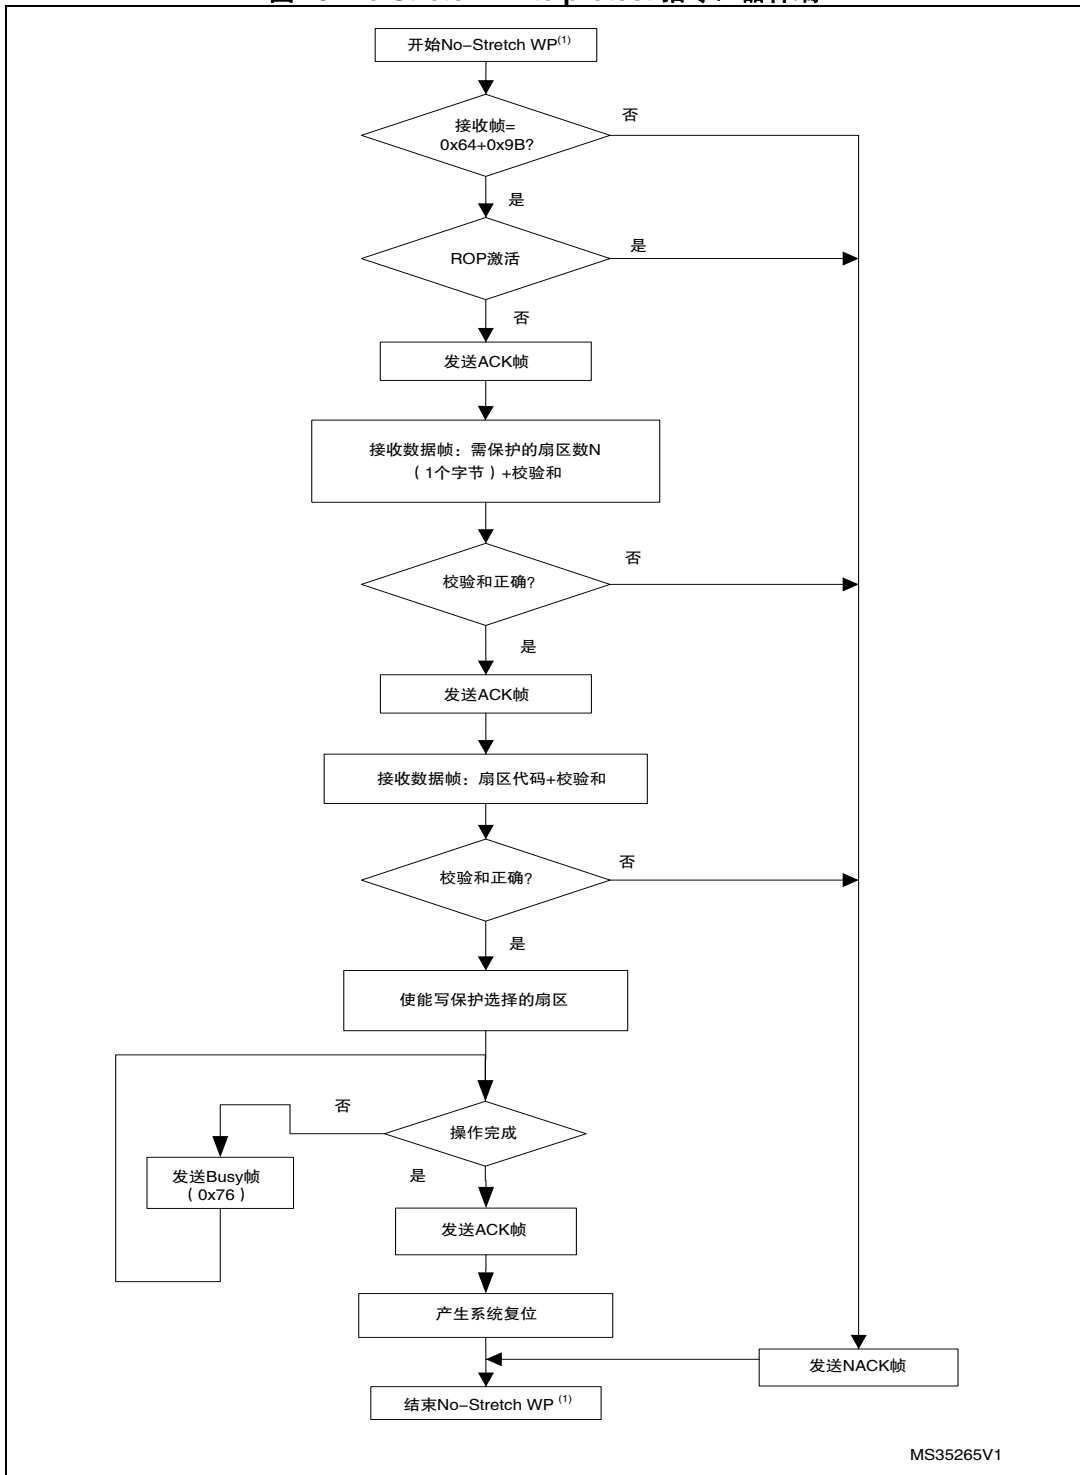 开始No–Stretch WP(1)
接收帧=
0x64+0x9B?
否
是
ROP激活
是
否
发送ACK帧
接收数据帧：需保护的扇区数N
（1个字节）+校验和
校验和正确?
否
是
发送ACK帧
接收数据帧：扇区代码+校验和
校验和正确?
否
是
使能写保护选择的扇区
操作完成
否
发送Busy帧
（0x76）
是
发送ACK帧
产生系统复位
发送NACK帧
结束No–Stretch WP (1)
MS35265V1